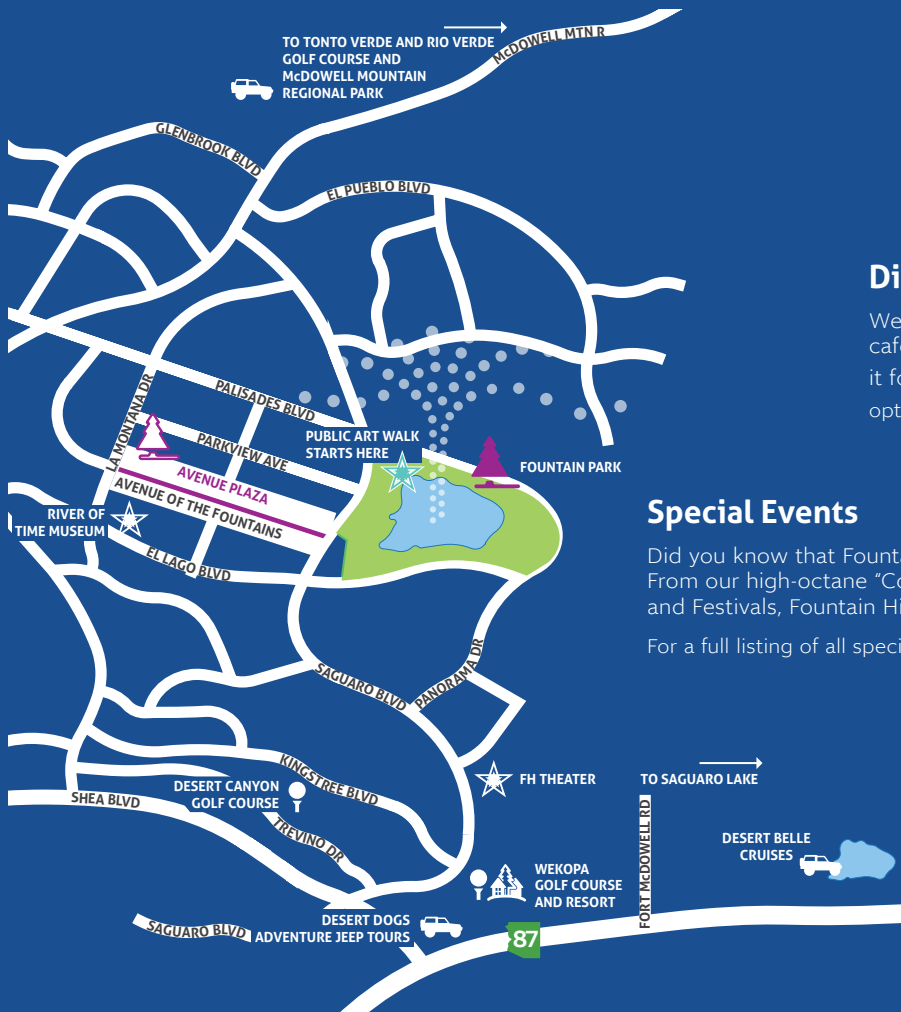 TO TONTO VERDE AND RIO VERDE
GOLF COURSE AND
McDOWELL MOUNTAIN
REGIONAL PARK
McDOWELL MTN R
GLENBROOK BLVD
EL PUEBLO BLVD
Di
We
café
it fo
opt
LA MONTANA DR
PALISADES BLVD
PARKVIEW AVE
PUBLIC ART WALK
STARTS HERE
FOUNTAIN PARK
AVENUE PLAZA
AVENUE OF THE FOUNTAINS
RIVER OF
TIME MUSEUM
EL LAGO BLVD
Special Events
Did you know that Founta
From our high-octane “Co
and Festivals, Fountain Hi
For a full listing of all speci
SAGUARO BLVD
PANORAMA DR
KINGSTREE BLVD
FH THEATER
TO SAGUARO LAKE
DESERT CANYON
GOLF COURSE
SHEA BLVD
TREVINO DR
FORT McDOWELL RD
DESERT BELLE
CRUISES
WEKOPA
GOLF COURSE
AND RESORT
DESERT DOGS
ADVENTURE JEEP TOURS
SAGUARO BLVD
87